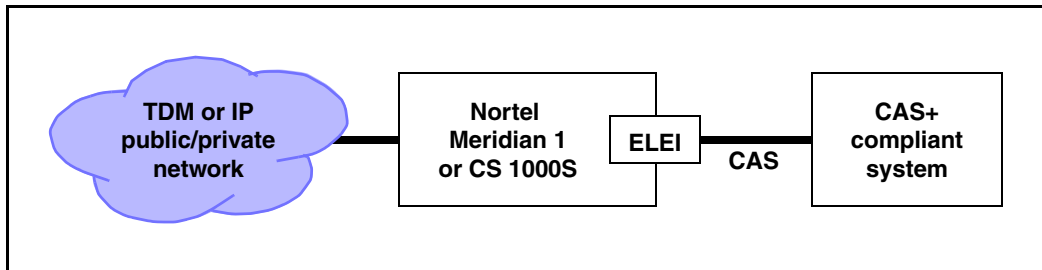 TDM or IP
public/private
network
Nortel
Meridian 1
or CS 1000S
ELEI
CAS
CAS+
compliant
system